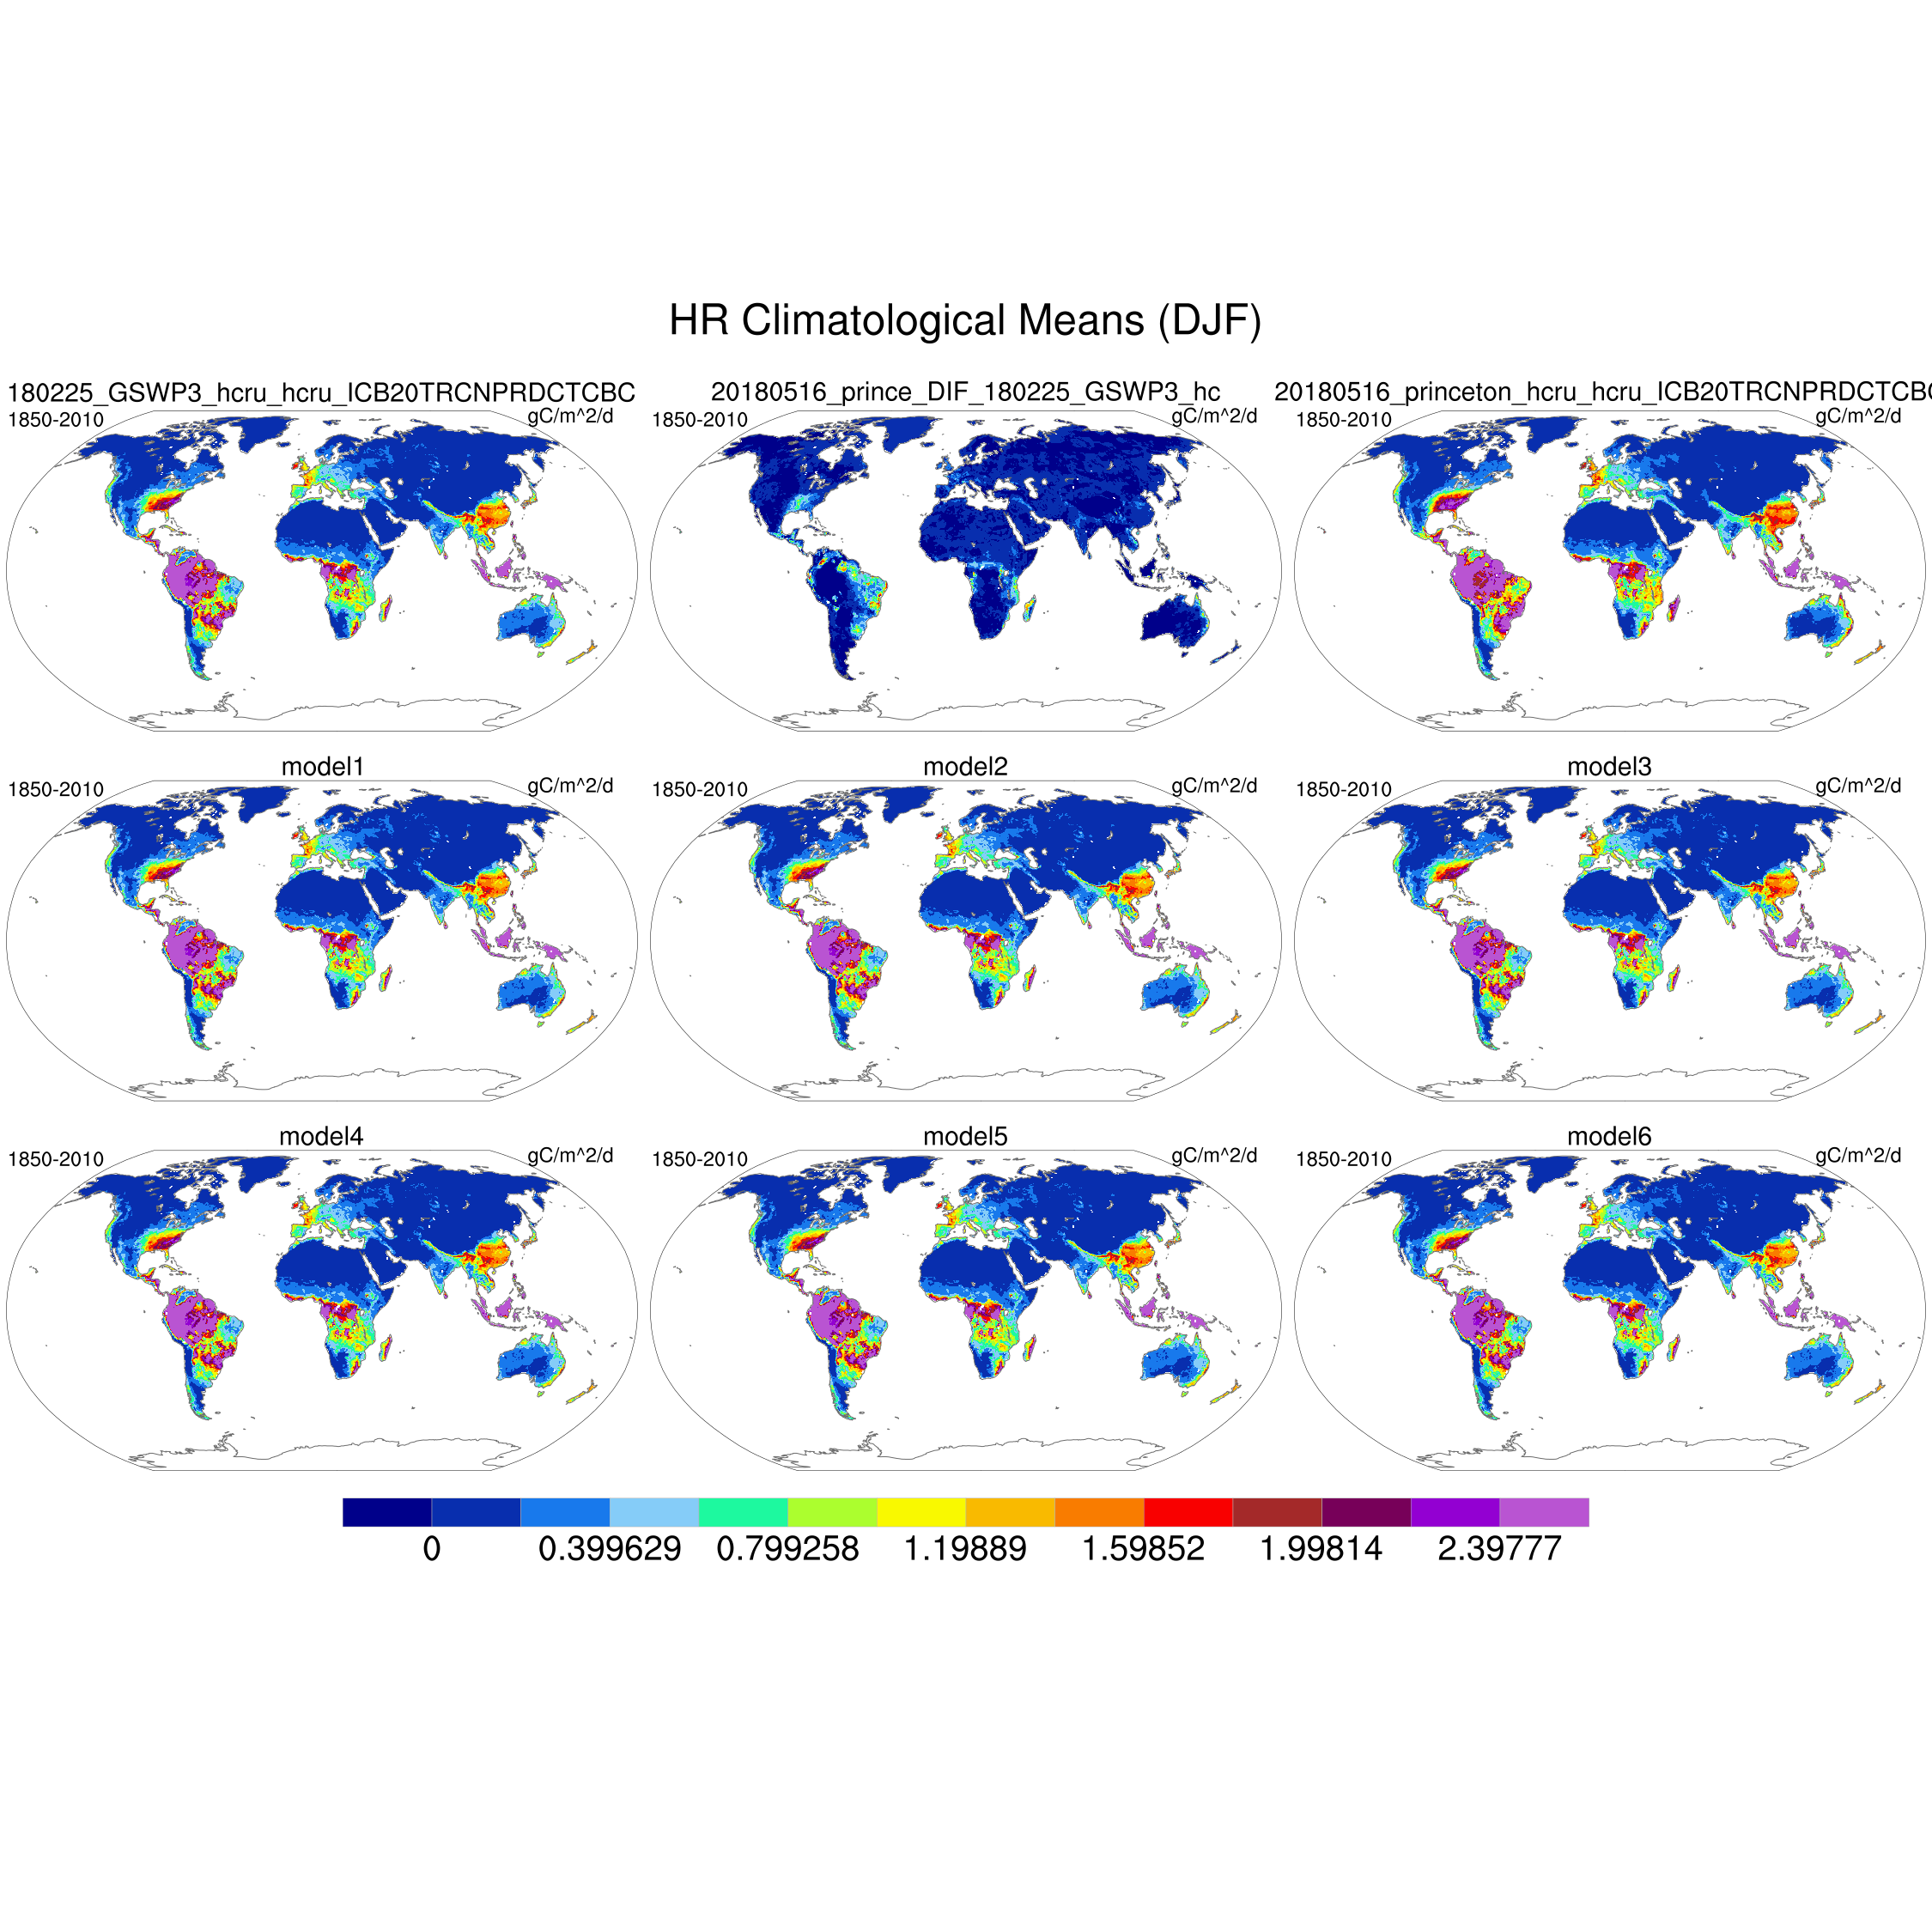 HR Climatological Means (DJF)
180225_GSWP3_hcru_hcru_ICB20TRCNPRDCTCBC
20180516_prince_DIF_180225_GSWP3_hc
20180516_princeton_hcru_hcru_ICB20TRCNPRDCTCBC
1850-2010
gC/m^2/d
1850-2010
gC/m^2/d
1850-2010
gC/m^2/d
model1
model2
model3
1850-2010
gC/m^2/d
1850-2010
gC/m^2/d
1850-2010
gC/m^2/d
model4
model5
model6
1850-2010
gC/m^2/d
1850-2010
gC/m^2/d
1850-2010
gC/m^2/d
0 0.399629 0.799258 1.19889 1.59852 1.99814 2.39777